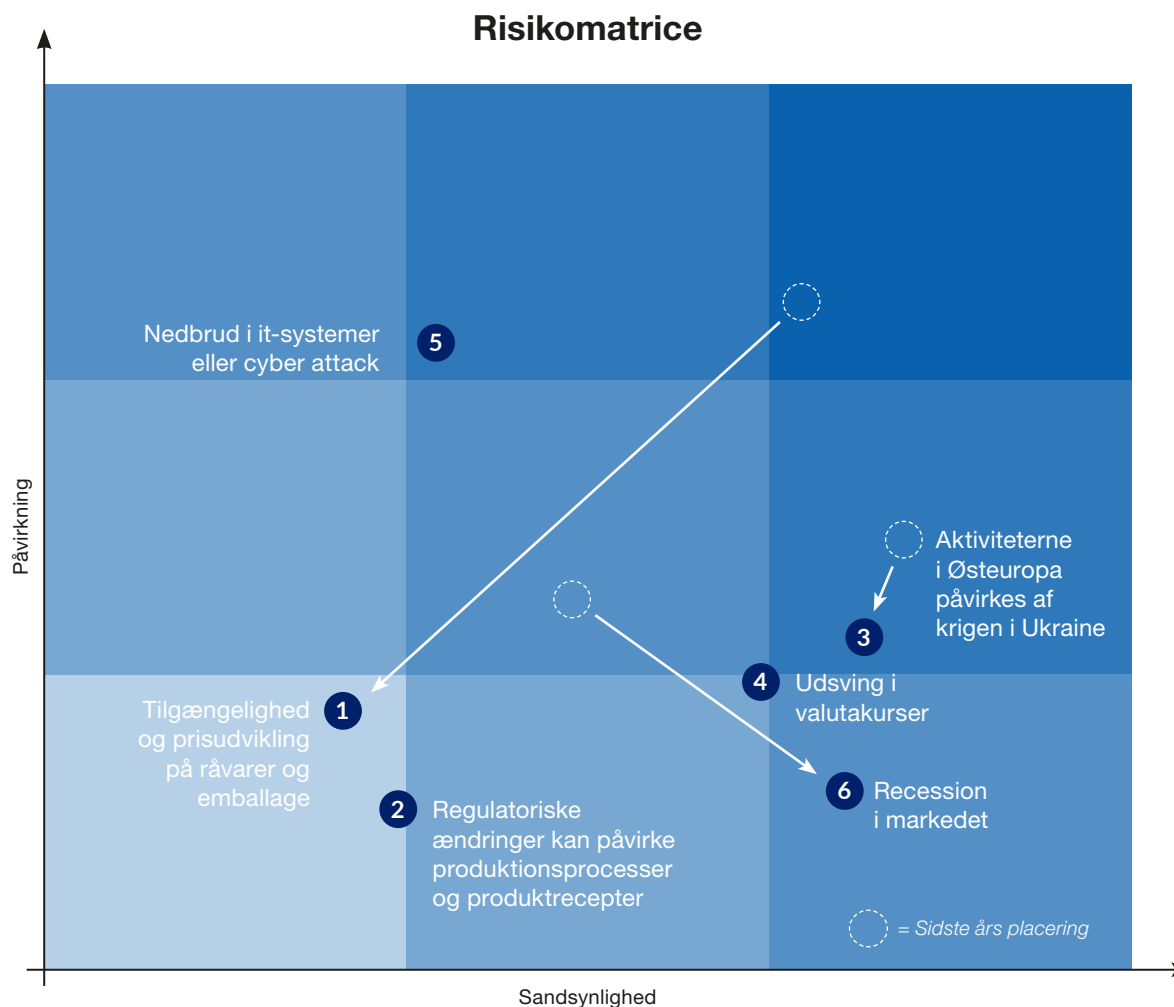 Risikomatrice
Påvirkning
Nedbrud i it-systemer
eller cyber attack
5
Aktiviteterne
i Østeuropa
påvirkes af
krigen i Ukraine
3
4
Udsving i
valutakurser
1
Tilgængelighed
og prisudvikling
på råvarer og
emballage
2
Regulatoriske
ændringer kan påvirke
produktionsprocesser
og produktrecepter
6
Recession
i markedet
= Sidste års placering
Sandsynlighed